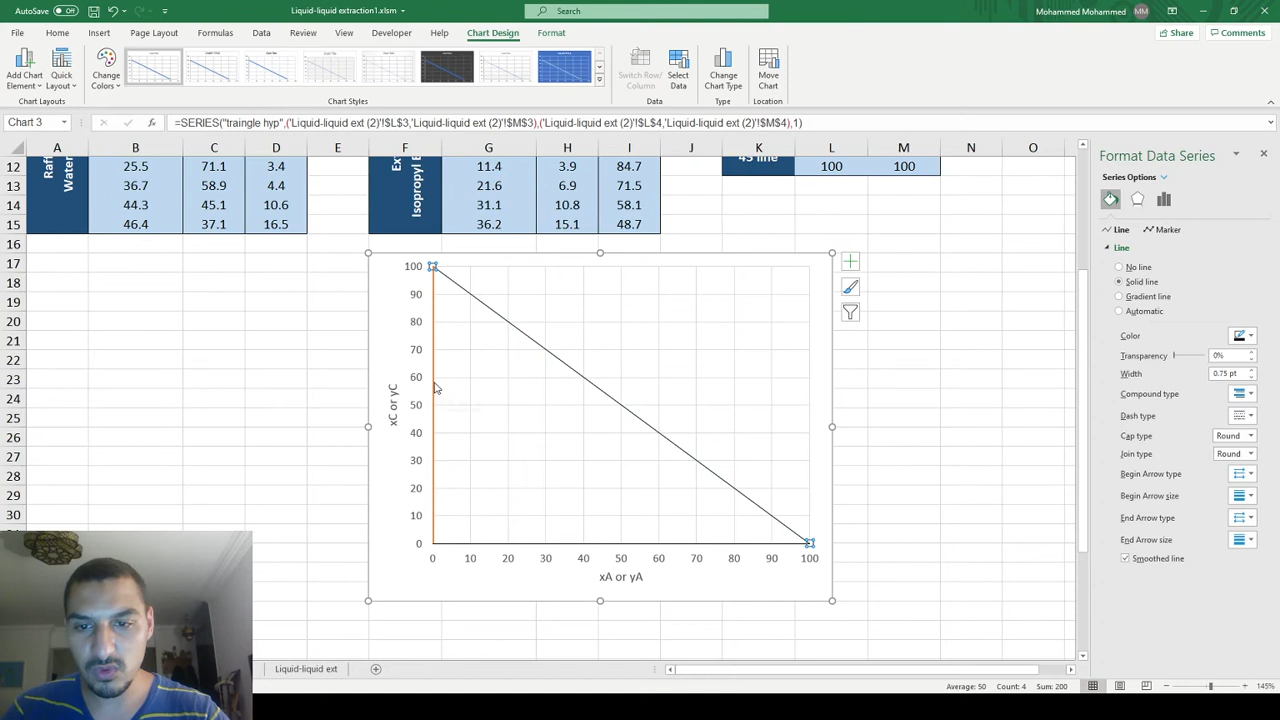 AutoSave Off
Liquid-liquid extraction1.xlsm
Search
Mohammed Mohammed MM
File Home Insert Page Layout Formulas Data Review View Developer Help Chart Design Format
Share Comments
Add Chart Element
Quick Layout
Change Colors
Switch Row/ Column
Select Data
Change Chart Type
Move Chart
Chart Layouts
Chart Styles
Data
Type
Location
Chart 3
=SERIES("traingle hyp",('Liquid-liquid ext (2)'!$L$3,'Liquid-liquid ext (2)'!$M$3),('Liquid-liquid ext (2)'!$L$4,'Liquid-liquid ext (2)'!$M$4),1)
A B C D E F G H I J K L M N O
12 25.5 71.1 3.4 11.4 3.9 84.7 45 line 100 100
13 36.7 58.9 4.4 21.6 6.9 71.5
14 44.3 45.1 10.6 31.1 10.8 58.1
15 46.4 37.1 16.5 36.2 15.1 48.7
Raff
Water
Ext
Isopropyl E
16
17
18
19
20
21
22
23
24
25
26
27
28
29
30
100
90
80
70
60
50
40
30
20
10
0
xC or yC
0 10 20 30 40 50 60 70 80 90 100
xA or yA
Format Data Series
Series Options
Line Marker
Line
No line
Solid line
Gradient line
Automatic
Color
Transparency 0%
Width 0.75 pt
Compound type
Dash type
Cap type Round
Join type Round
Begin Arrow type
Begin Arrow size
End Arrow type
End Arrow size
Smoothed line
Liquid-liquid ext
Average: 50 Count: 4 Sum: 200
145%